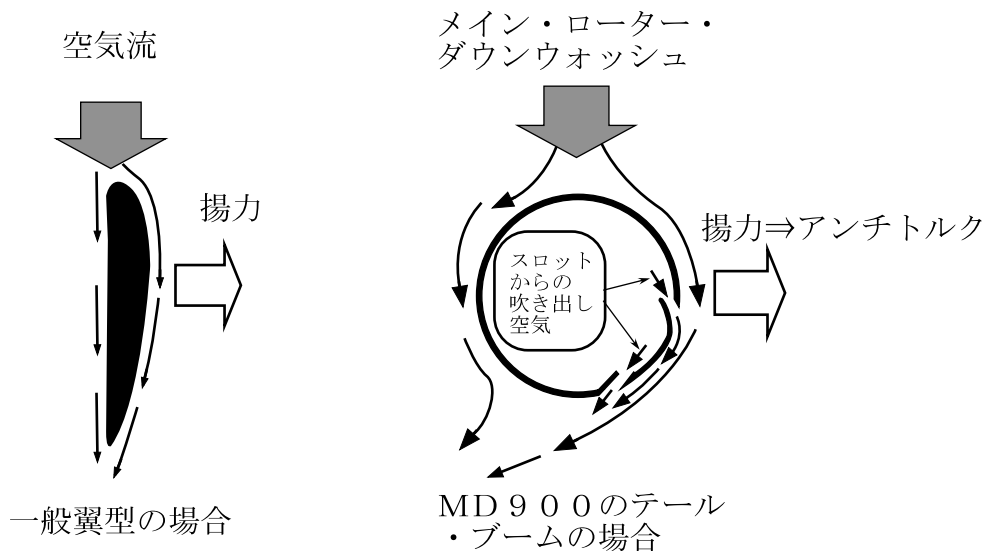 空気流
揚力
一般翼型の場合
メイン・ローター・
ダウンウォッシュ
スロット
からの
吹き出し
空気
揚力⇒アンチトルク
ＭＤ９００のテール
・ブームの場合